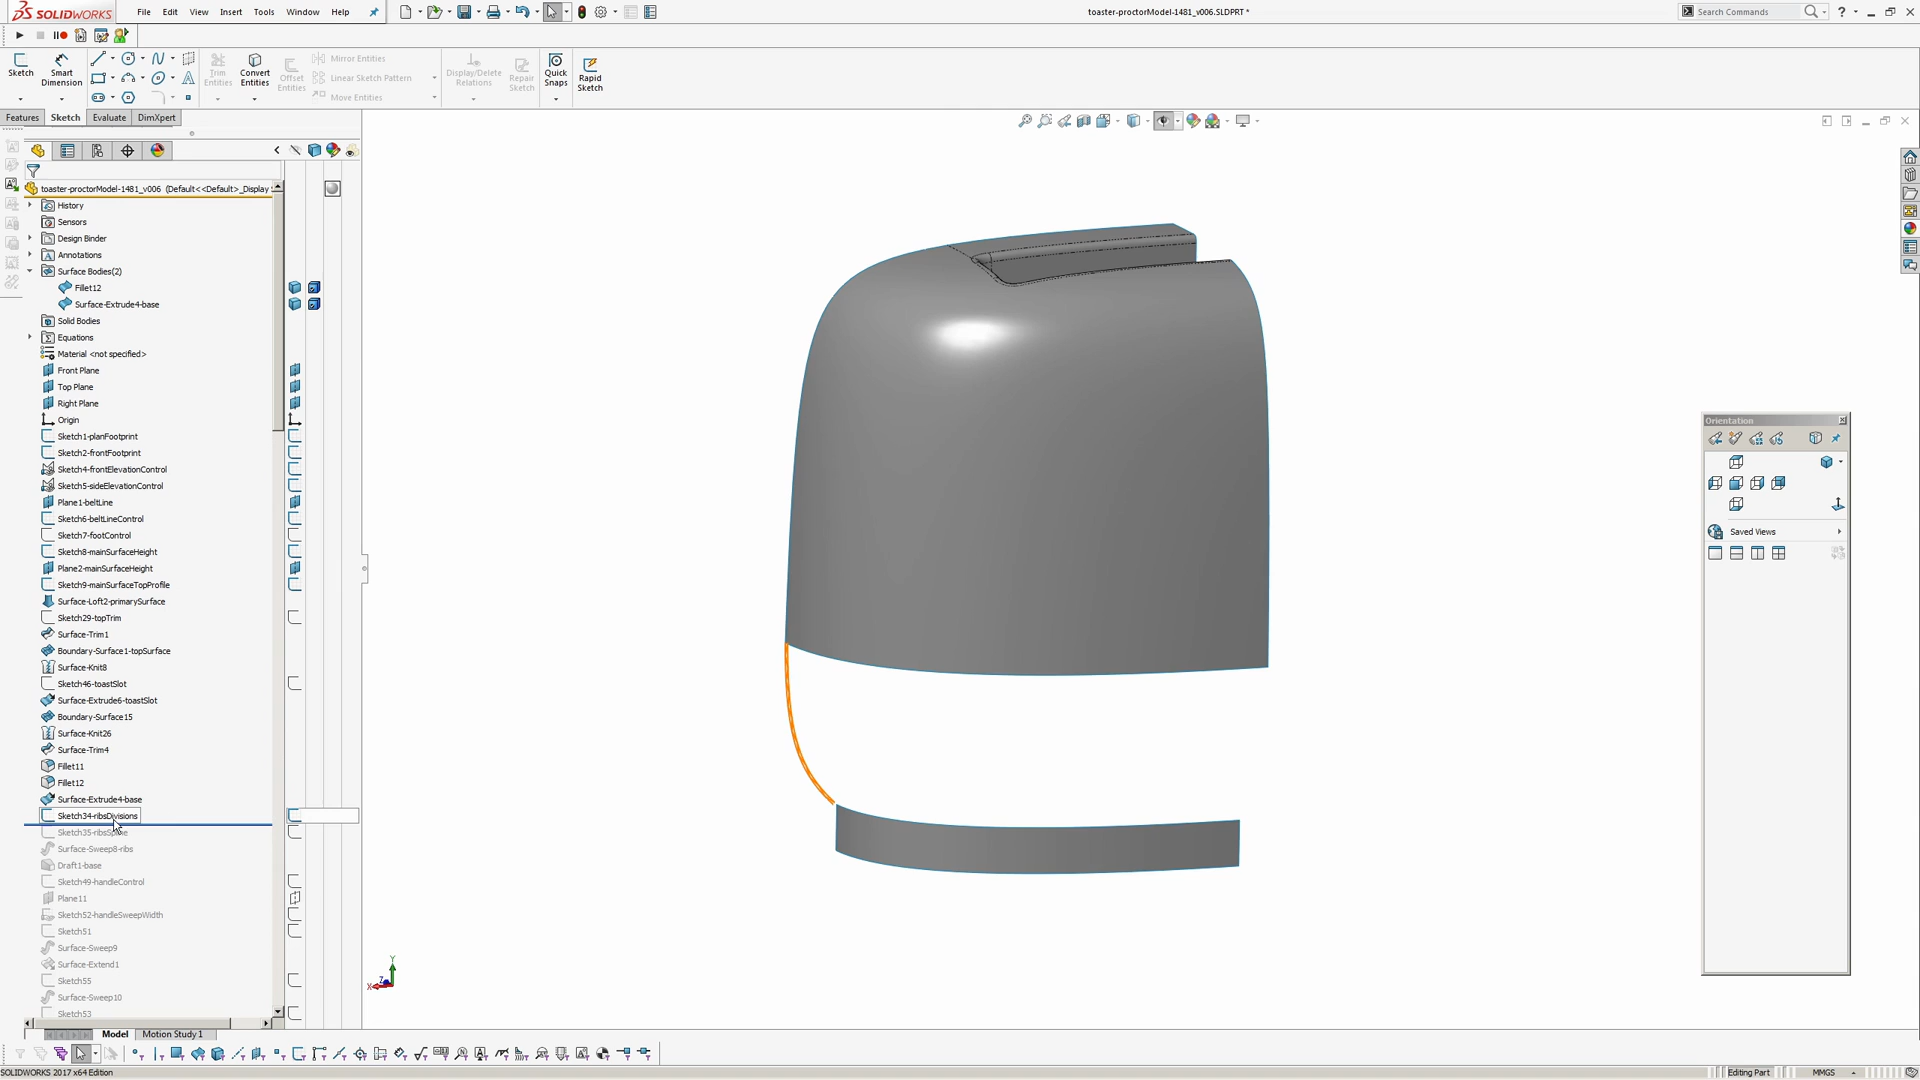 SOLIDWORKS
File
Edit
View
Insert
Tools
Window
Help
toaster-proctorModel-1481_v006.SLDPRT *
Search Commands
Sketch
Smart Dimension
Trim Entities
Convert Entities
Offset Entities
Mirror Entities
Linear Sketch Pattern
Move Entities
Display/Delete Relations
Repair Sketch
Quick Snaps
Rapid Sketch
Features
Sketch
Evaluate
DimXpert
toaster-proctorModel-1481_v006 (Default<<Default>_Display
History
Sensors
Design Binder
Annotations
Surface Bodies(2)
Fillet12
Surface-Extrude4-base
Solid Bodies
Equations
Material <not specified>
Front Plane
Top Plane
Right Plane
Origin
Sketch1-planFootprint
Sketch2-frontFootprint
Sketch4-frontElevationControl
Sketch5-sideElevationControl
Plane1-beltLine
Sketch6-beltLineControl
Sketch7-footControl
Sketch8-mainSurfaceHeight
Plane2-mainSurfaceHeight
Sketch9-mainSurfaceTopProfile
Surface-Loft2-primarySurface
Sketch29-topTrim
Surface-Trim1
Boundary-Surface1-topSurface
Surface-Knit8
Sketch46-toastSlot
Surface-Extrude6-toastSlot
Boundary-Surface15
Surface-Knit26
Surface-Trim4
Fillet11
Fillet12
Surface-Extrude4-base
Sketch34-ribsDivisions
Sketch35-ribsSpine
Surface-Sweep8-ribs
Draft1-base
Sketch49-handleControl
Plane11
Sketch52-handleSweepWidth
Sketch51
Surface-Sweep9
Surface-Extend1
Sketch55
Surface-Sweep10
Sketch53
Orientation
Saved Views
Y
X
Z
Model
Motion Study 1
SOLIDWORKS 2017 x64 Edition
Editing Part
MMGS